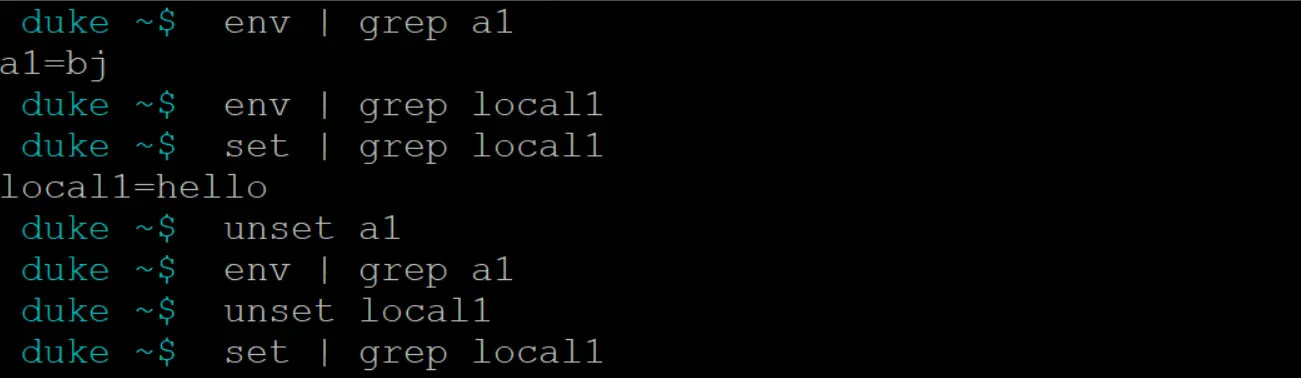 duke ~$ env | grep a1
a1=bj
duke ~$ env | grep local1
duke ~$ set | grep local1
local1=hello
duke ~$ unset a1
duke ~$ env | grep a1
duke ~$ unset local1
duke ~$ set | grep local1